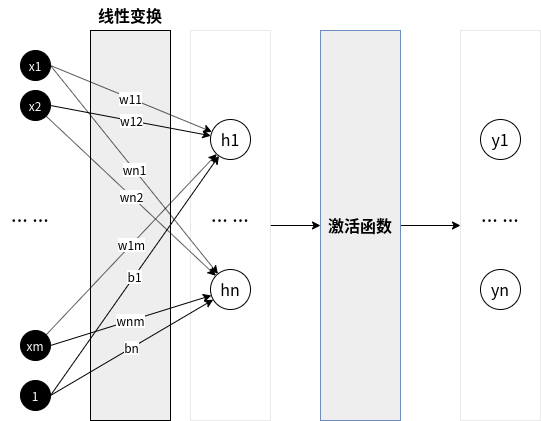 线性变换
x1
x2
... ...
xm
1
w11
w12
wn1
wn2
w1m
b1
wnm
bn
h1
... ...
hn
激活函数
y1
... ...
yn